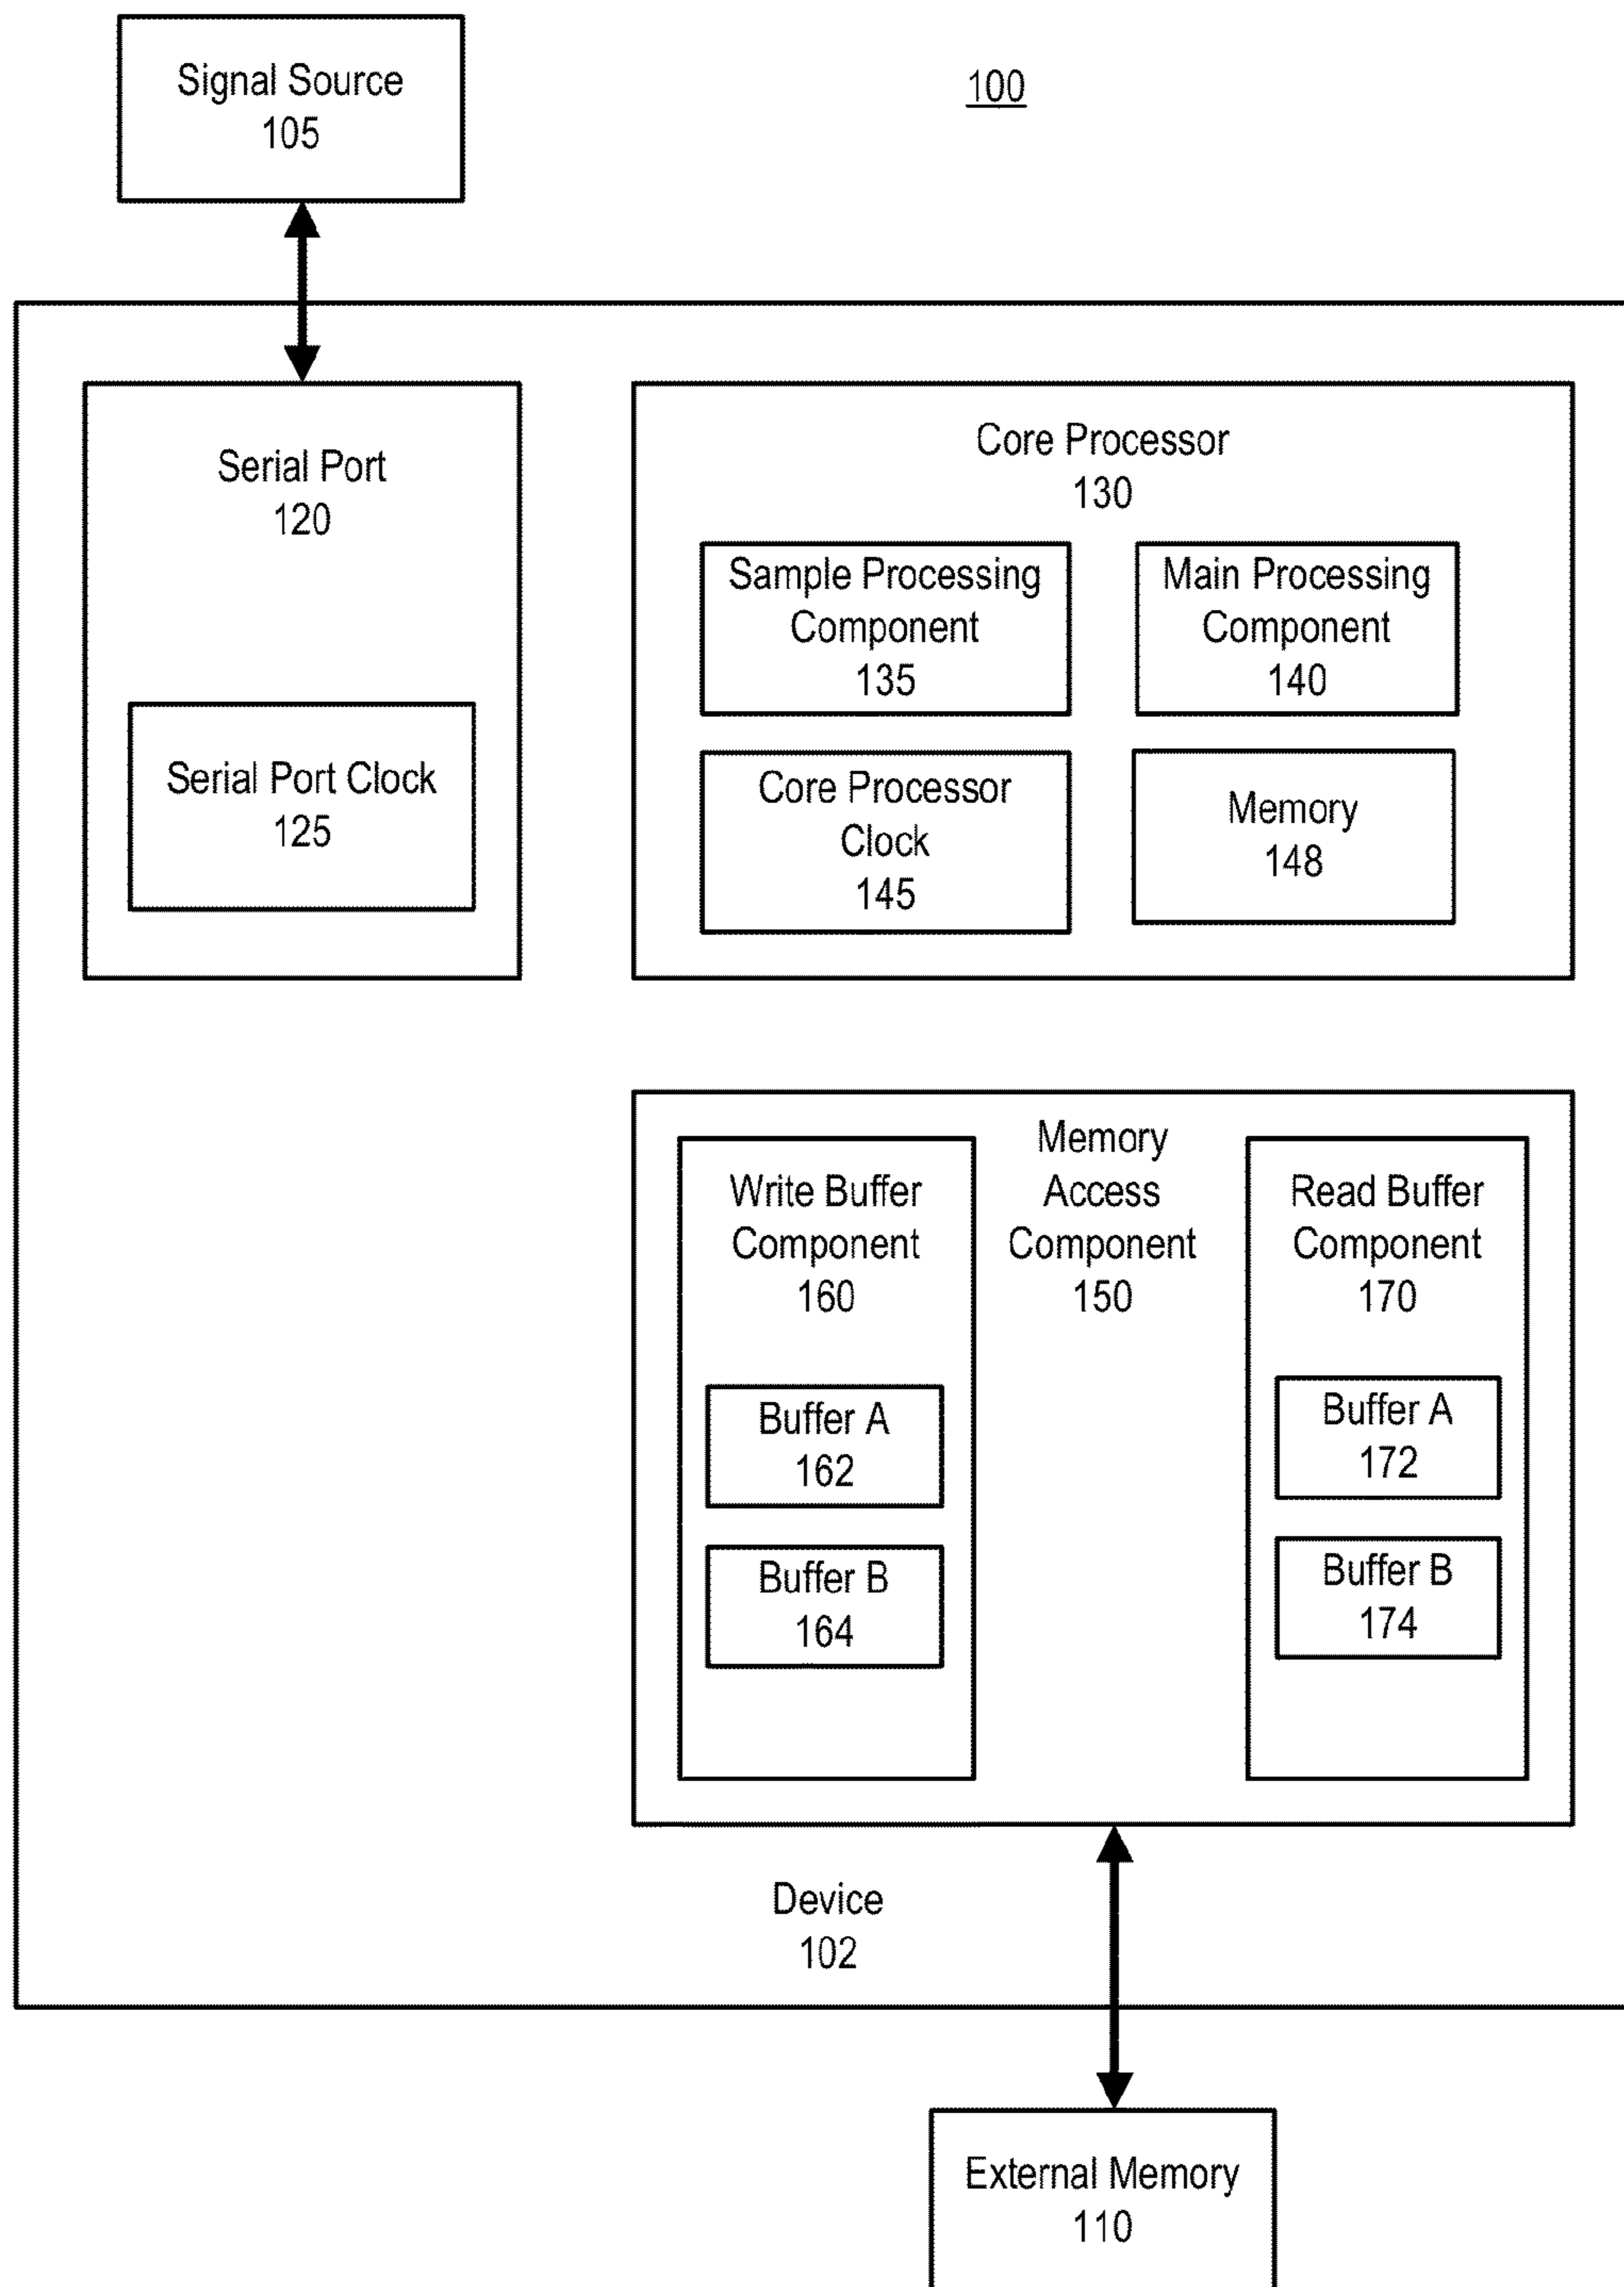 Signal Source
105
100
Serial Port
120
Serial Port Clock
125
Core Processor
130
Sample Processing
Component
135
Main Processing
Component
140
Core Processor
Clock
145
Memory
148
Memory
Access
Component
150
Write Buffer
Component
160
Buffer A
162
Buffer B
164
Read Buffer
Component
170
Buffer A
172
Buffer B
174
Device
102
External Memory
110